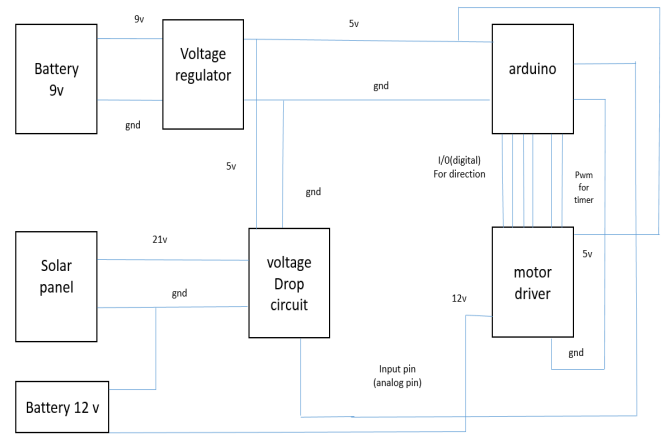 9v
5v
Battery
9v
Voltage
regulator
arduino
gnd
gnd
I/0(digital)
For direction
5v
Pwm
for
timer
gnd
21v
Solar
panel
voltage
Drop
circuit
5v
motor
driver
gnd
12v
gnd
Input pin
(analog pin)
Battery 12 v